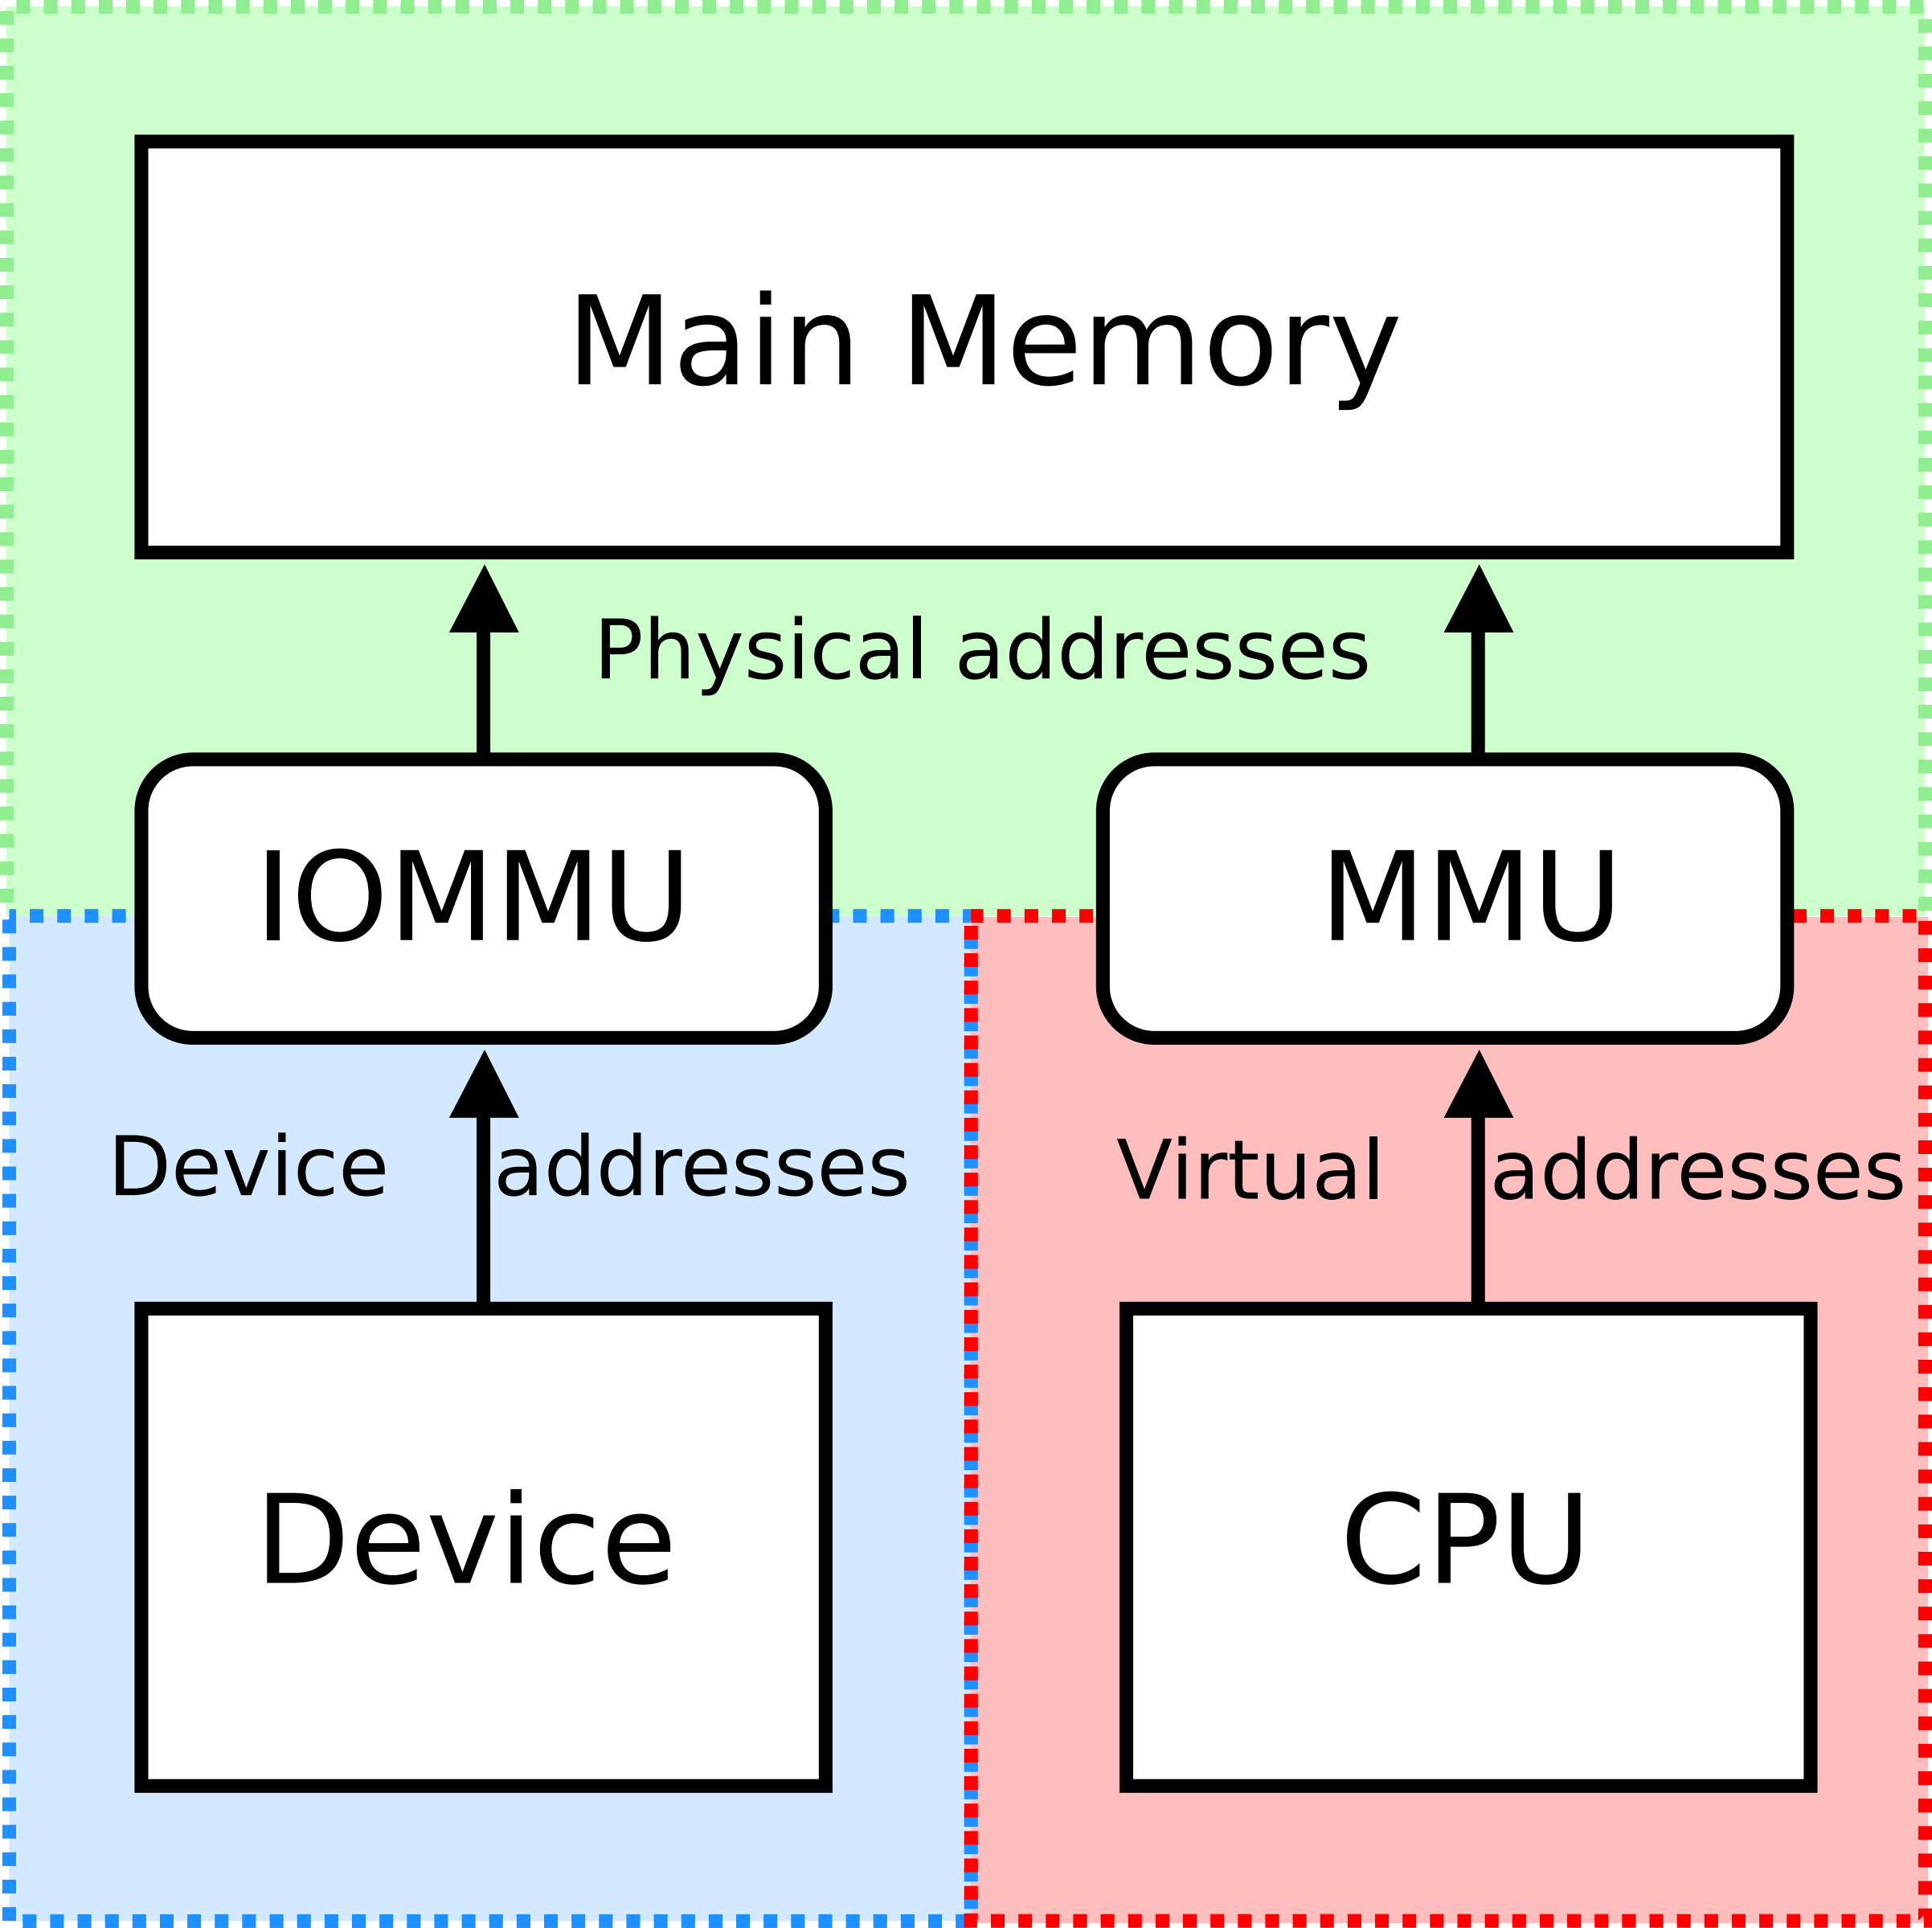 Main Memory
Physical addresses
IOMMU
MMU
Device addresses
Virtual addresses
Device
CPU